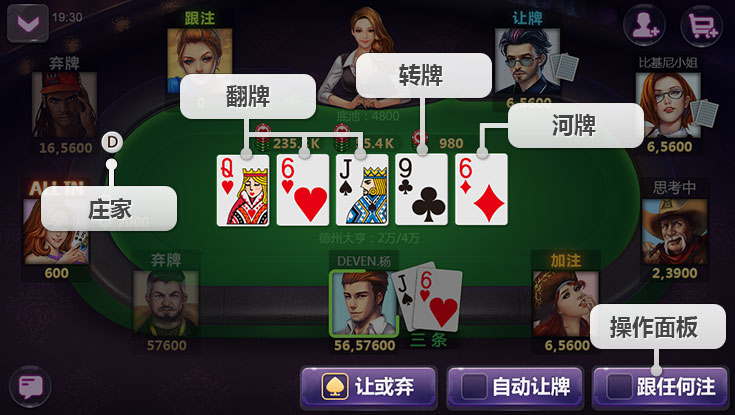 19:30
跟注
让牌
弃牌
比基尼小姐
翻牌
转牌
0
6,5600
底池：4800
河牌
16,5600
D
235. K
5.4K
980
6,5600
Q
6
J
9
6
ALL IN
庄家
2000
思考中
600
德州大亨：2万/4万
2,3900
弃牌
DEVEN.杨
J
6
加注
操作面板
57600
56,57600
三条
6,5600
让或弃
自动让牌
跟任何注